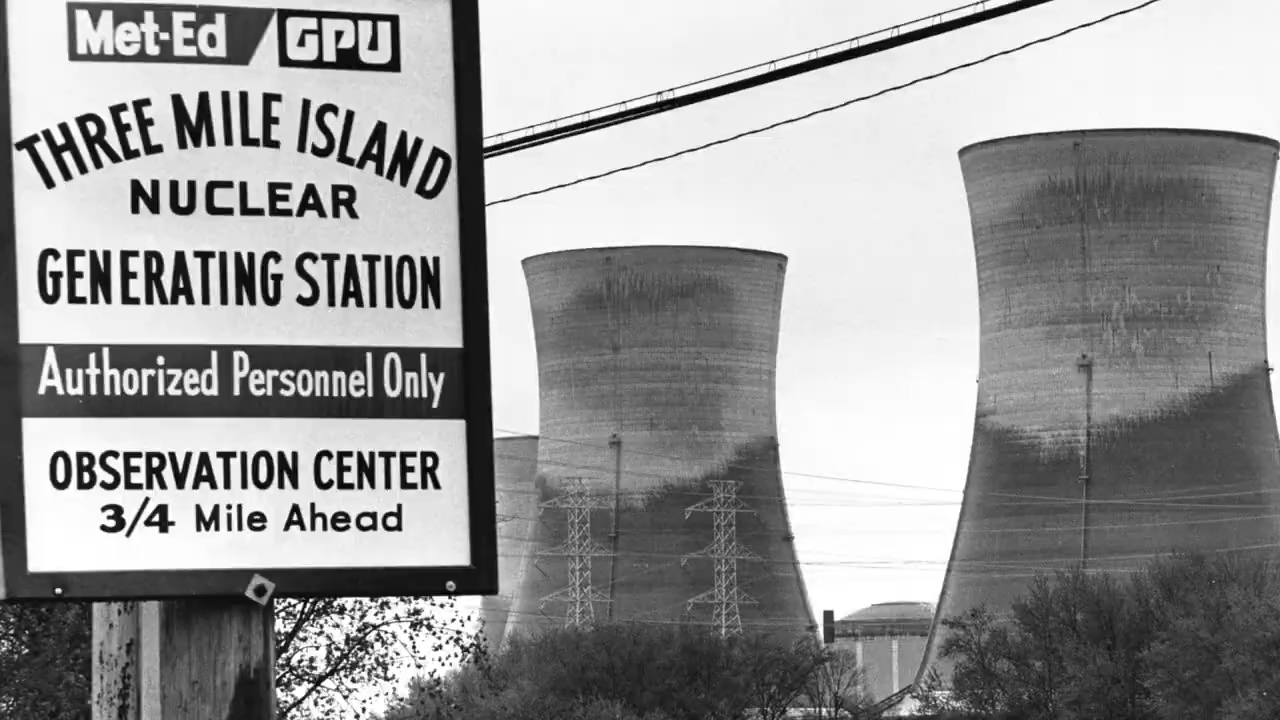 Met-Ed GPU
THREE MILE ISLAND
NUCLEAR
GENERATING STATION
Authorized Personnel Only
OBSERVATION CENTER
3/4 Mile Ahead